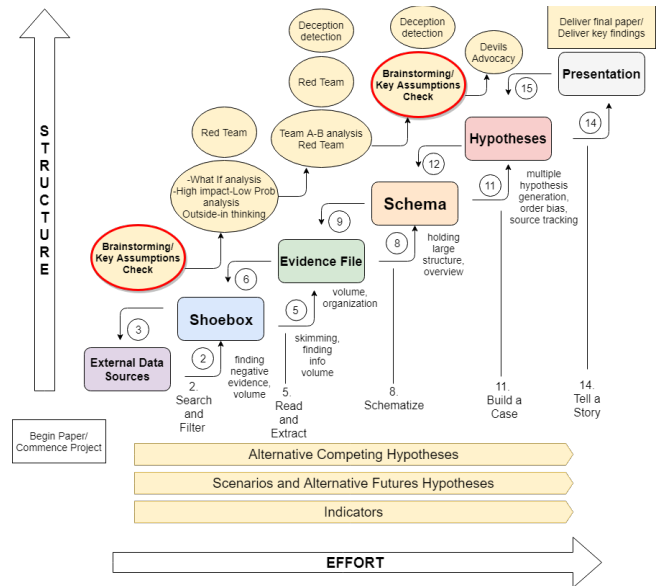 Deception
detection
Deception
detection
Deliver final paper/
Deliver key findings
Red Team
Brainstorming/
Key Assumptions
Check
Devils
Advocacy
15
Presentation
Red Team
Team A-B analysis
Red Team
14
12
Hypotheses
-What If analysis
-High impact-Low Prob
analysis
Outside-in thinking
11
multiple
hypothesis
generation,
order bias,
source tracking
9
Schema
8
holding
large
structure,
overview
Brainstorming/
Key Assumptions
Check
6
Evidence File
5
volume,
organization
3
Shoebox
2
finding
negative
evidence,
volume
skimming,
finding
info
volume
External Data
Sources
2.
Search
and
Filter
5.
Read
and
Extract
8.
Schematize
11.
Build a
Case
14.
Tell a
Story
STRUCTURE
Begin Paper/
Commence Project
Alternative Competing Hypotheses
Scenarios and Alternative Futures Hypotheses
Indicators
EFFORT